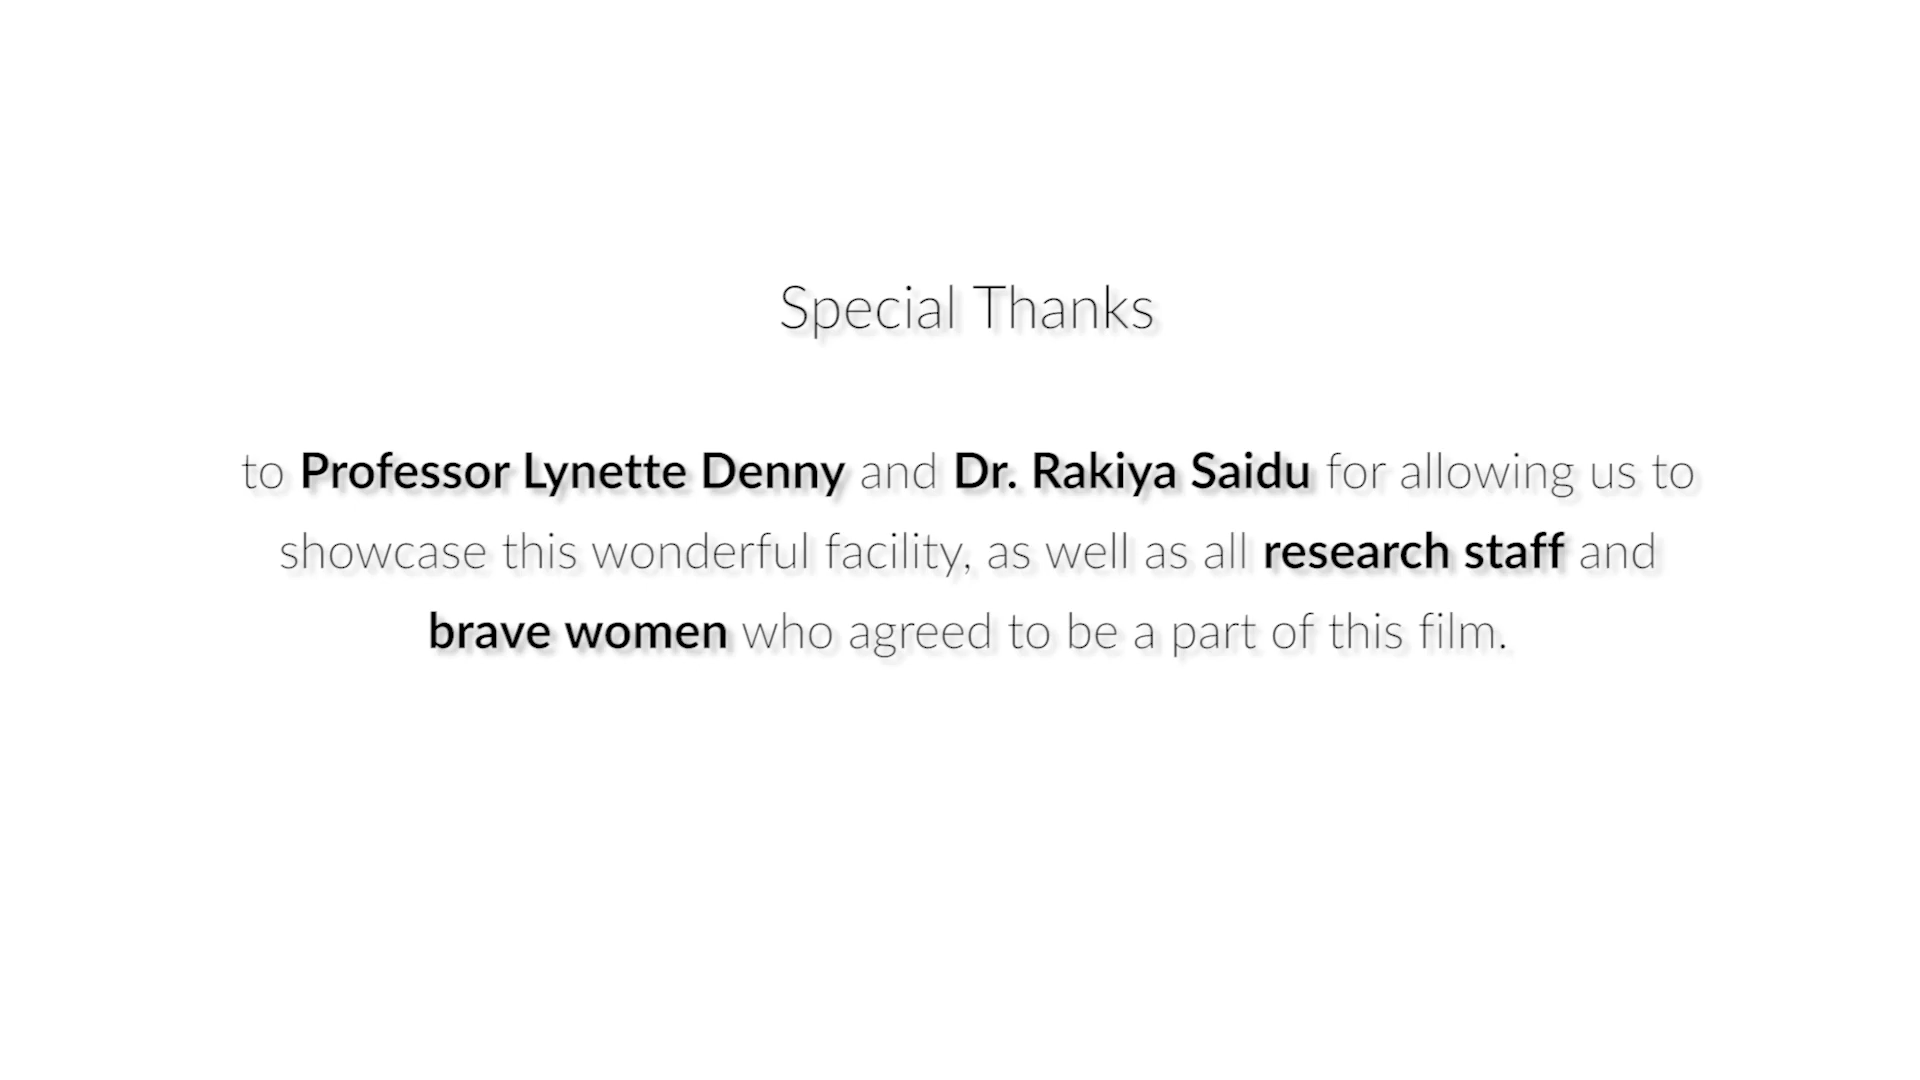 Special Thanks
to Professor Lynette Denny and Dr. Rakiya Saidu for allowing us to
showcase this wonderful facility, as well as all research staff and
brave women who agreed to be a part of this film.